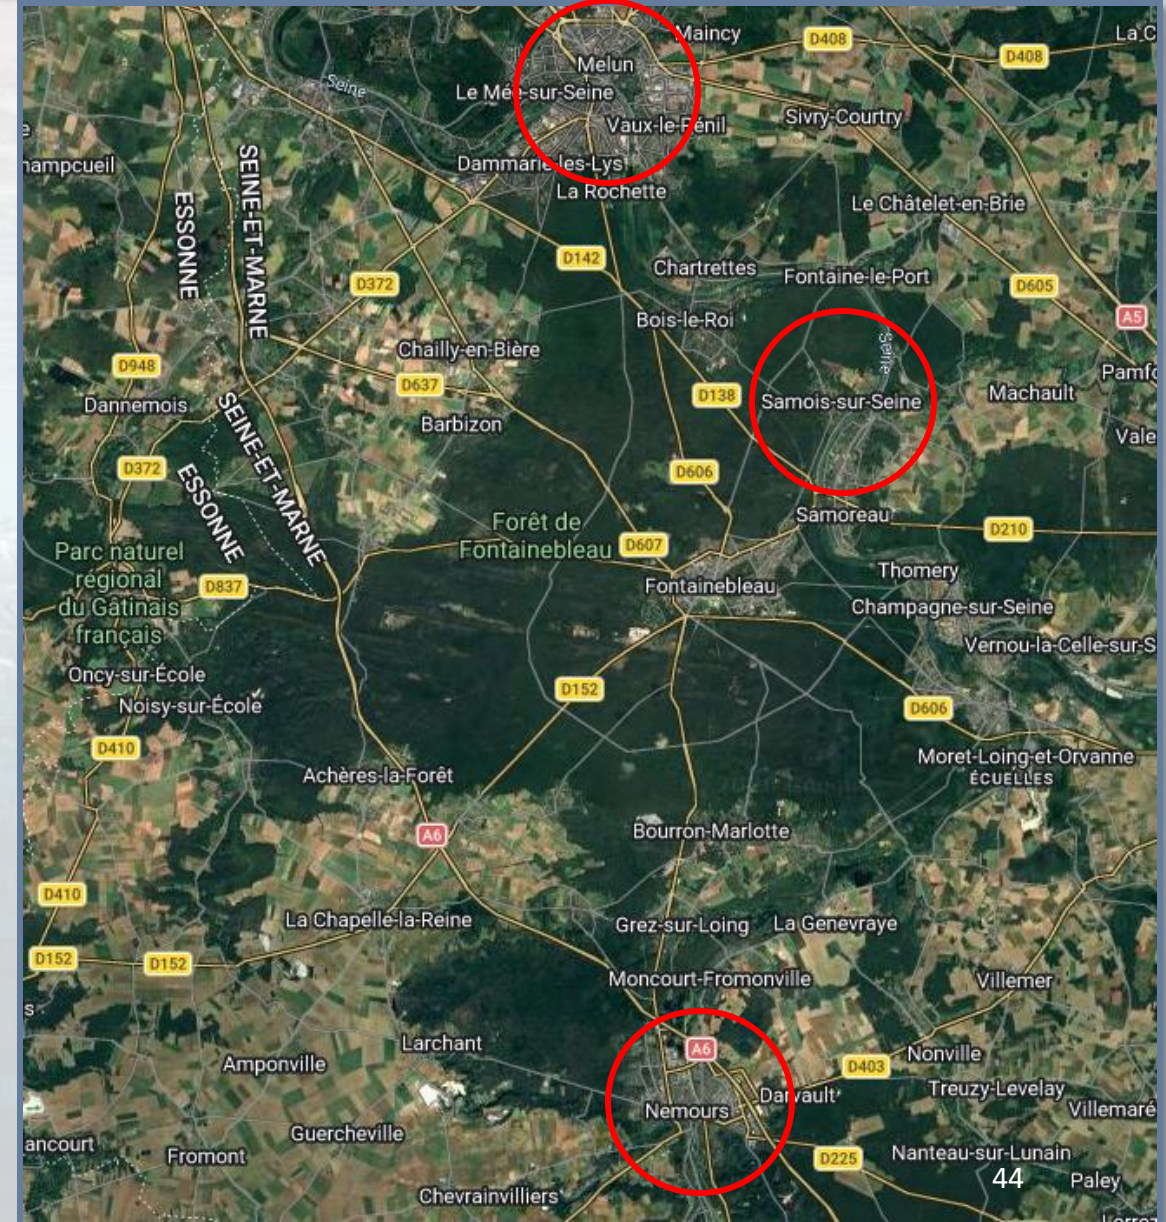 Maincy
D408
La C
D408
Melun
Seine
Le Mée-sur-Seine
Sivry-Courtry
Vaux-le-Pénil
hampcueil
Dammarie-les-Lys
La Rochette
SEINE-ET-MARNE
ESSONNE
Le Châtelet-en-Brie
D142
Chartrettes
Fontaine-le-Port
D372
D605
Bois-le-Roi
A5
Seine
Chailly-en-Bière
D948
Pamfo
D637
D138
Machault
Dannemois
Samois-sur-Seine
SEINE-ET-MARNE
Barbizon
Vale
D372
D606
ESSONNE
Samoreau
Forêt de
Fontainebleau
D210
D607
Parc naturel
régional
du Gâtinais
français
D837
Fontainebleau
Thomery
Champagne-sur-Seine
Vernou-la-Celle-sur-S
Oncy-sur-École
D152
Noisy-sur-École
D606
D410
Moret-Loing-et-Orvanne
ÉCUELLES
Achères-la-Forêt
A6
Bourron-Marlotte
D410
La Chapelle-la-Reine
Grez-sur-Loing
La Genevraye
D152
D152
Moncourt-Fromonville
Villemer
s
Larchant
A6
Nonville
Amponville
D403
Darvault
Treuzy-Levelay
Nemours
Villemaré
Guercheville
ancourt
Fromont
D225
Nanteau-sur-Lunain
44
Paley
Chevrainvilliers